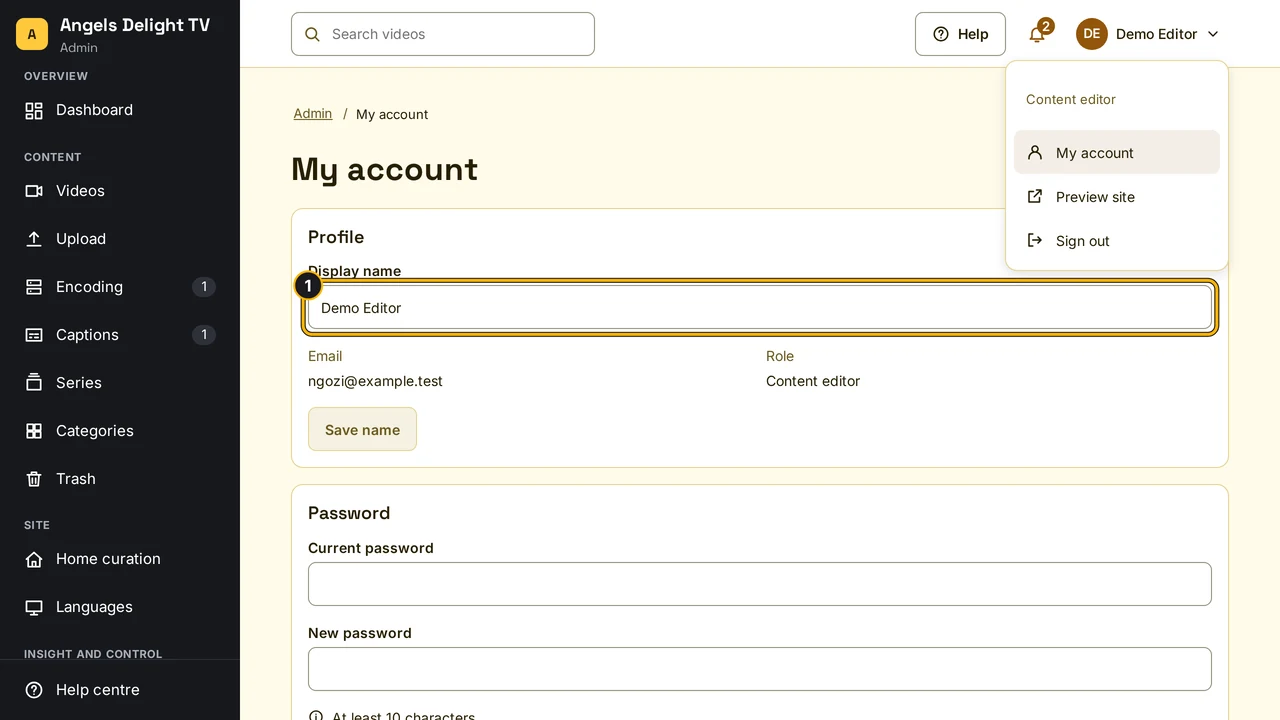 A
Angels Delight TV
Admin
OVERVIEW
Dashboard
CONTENT
Videos
Upload
Encoding 1
Captions 1
Series
Categories
Trash
SITE
Home curation
Languages
INSIGHT AND CONTROL
Help centre
Search videos
Help
2
DE Demo Editor
Content editor
My account
Preview site
Sign out
Admin / My account
My account
Profile
Display name
1
Demo Editor
Email
ngozi@example.test
Role
Content editor
Save name
Password
Current password
New password
At least 10 characters